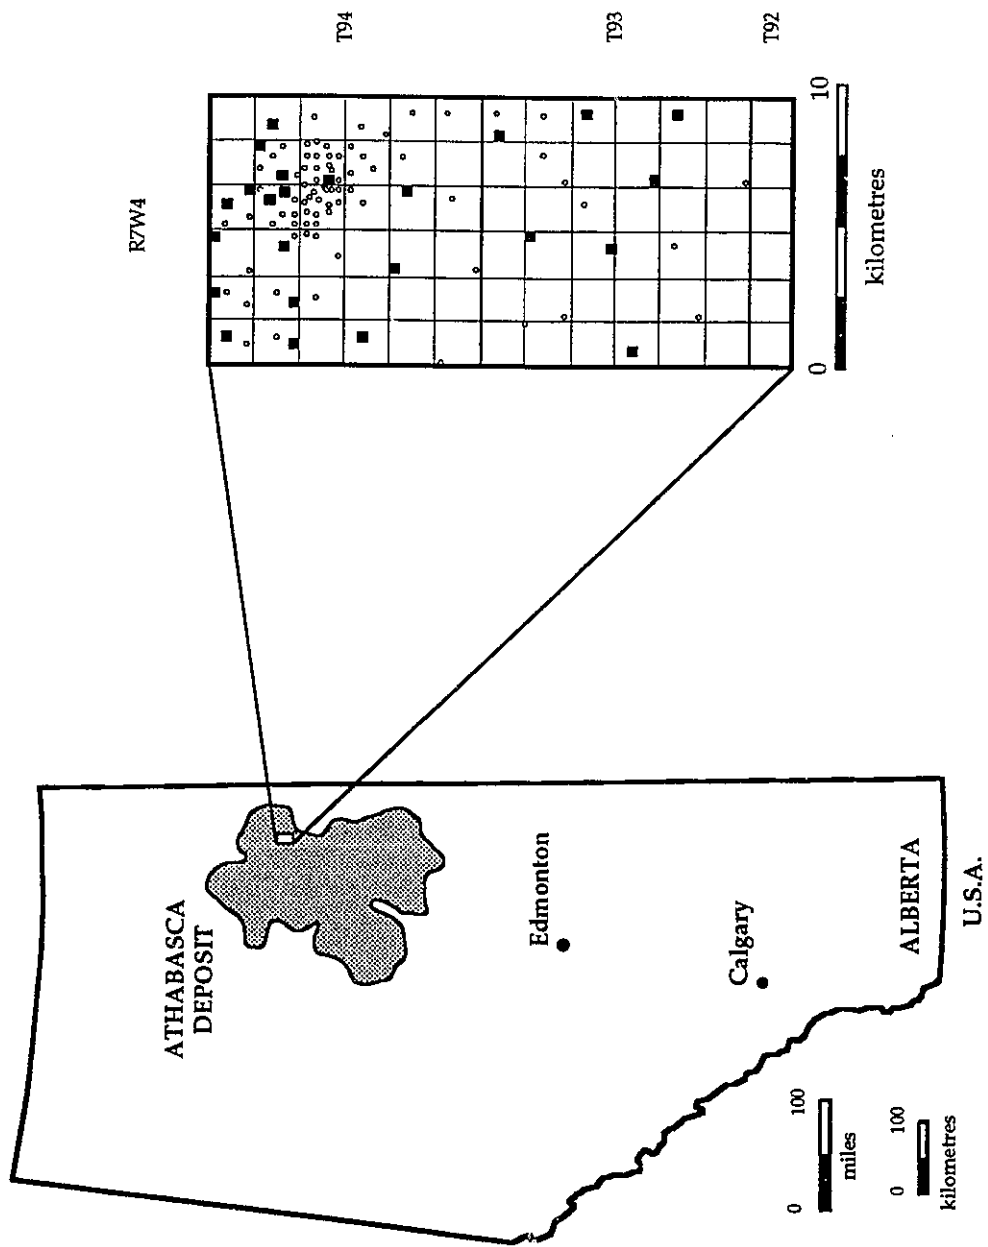 R7W4
T94
T93
T92
0
10
kilometres
ATHABASCA
DEPOSIT
Edmonton
Calgary
ALBERTA
U.S.A.
0
100
miles
0
100
kilometres